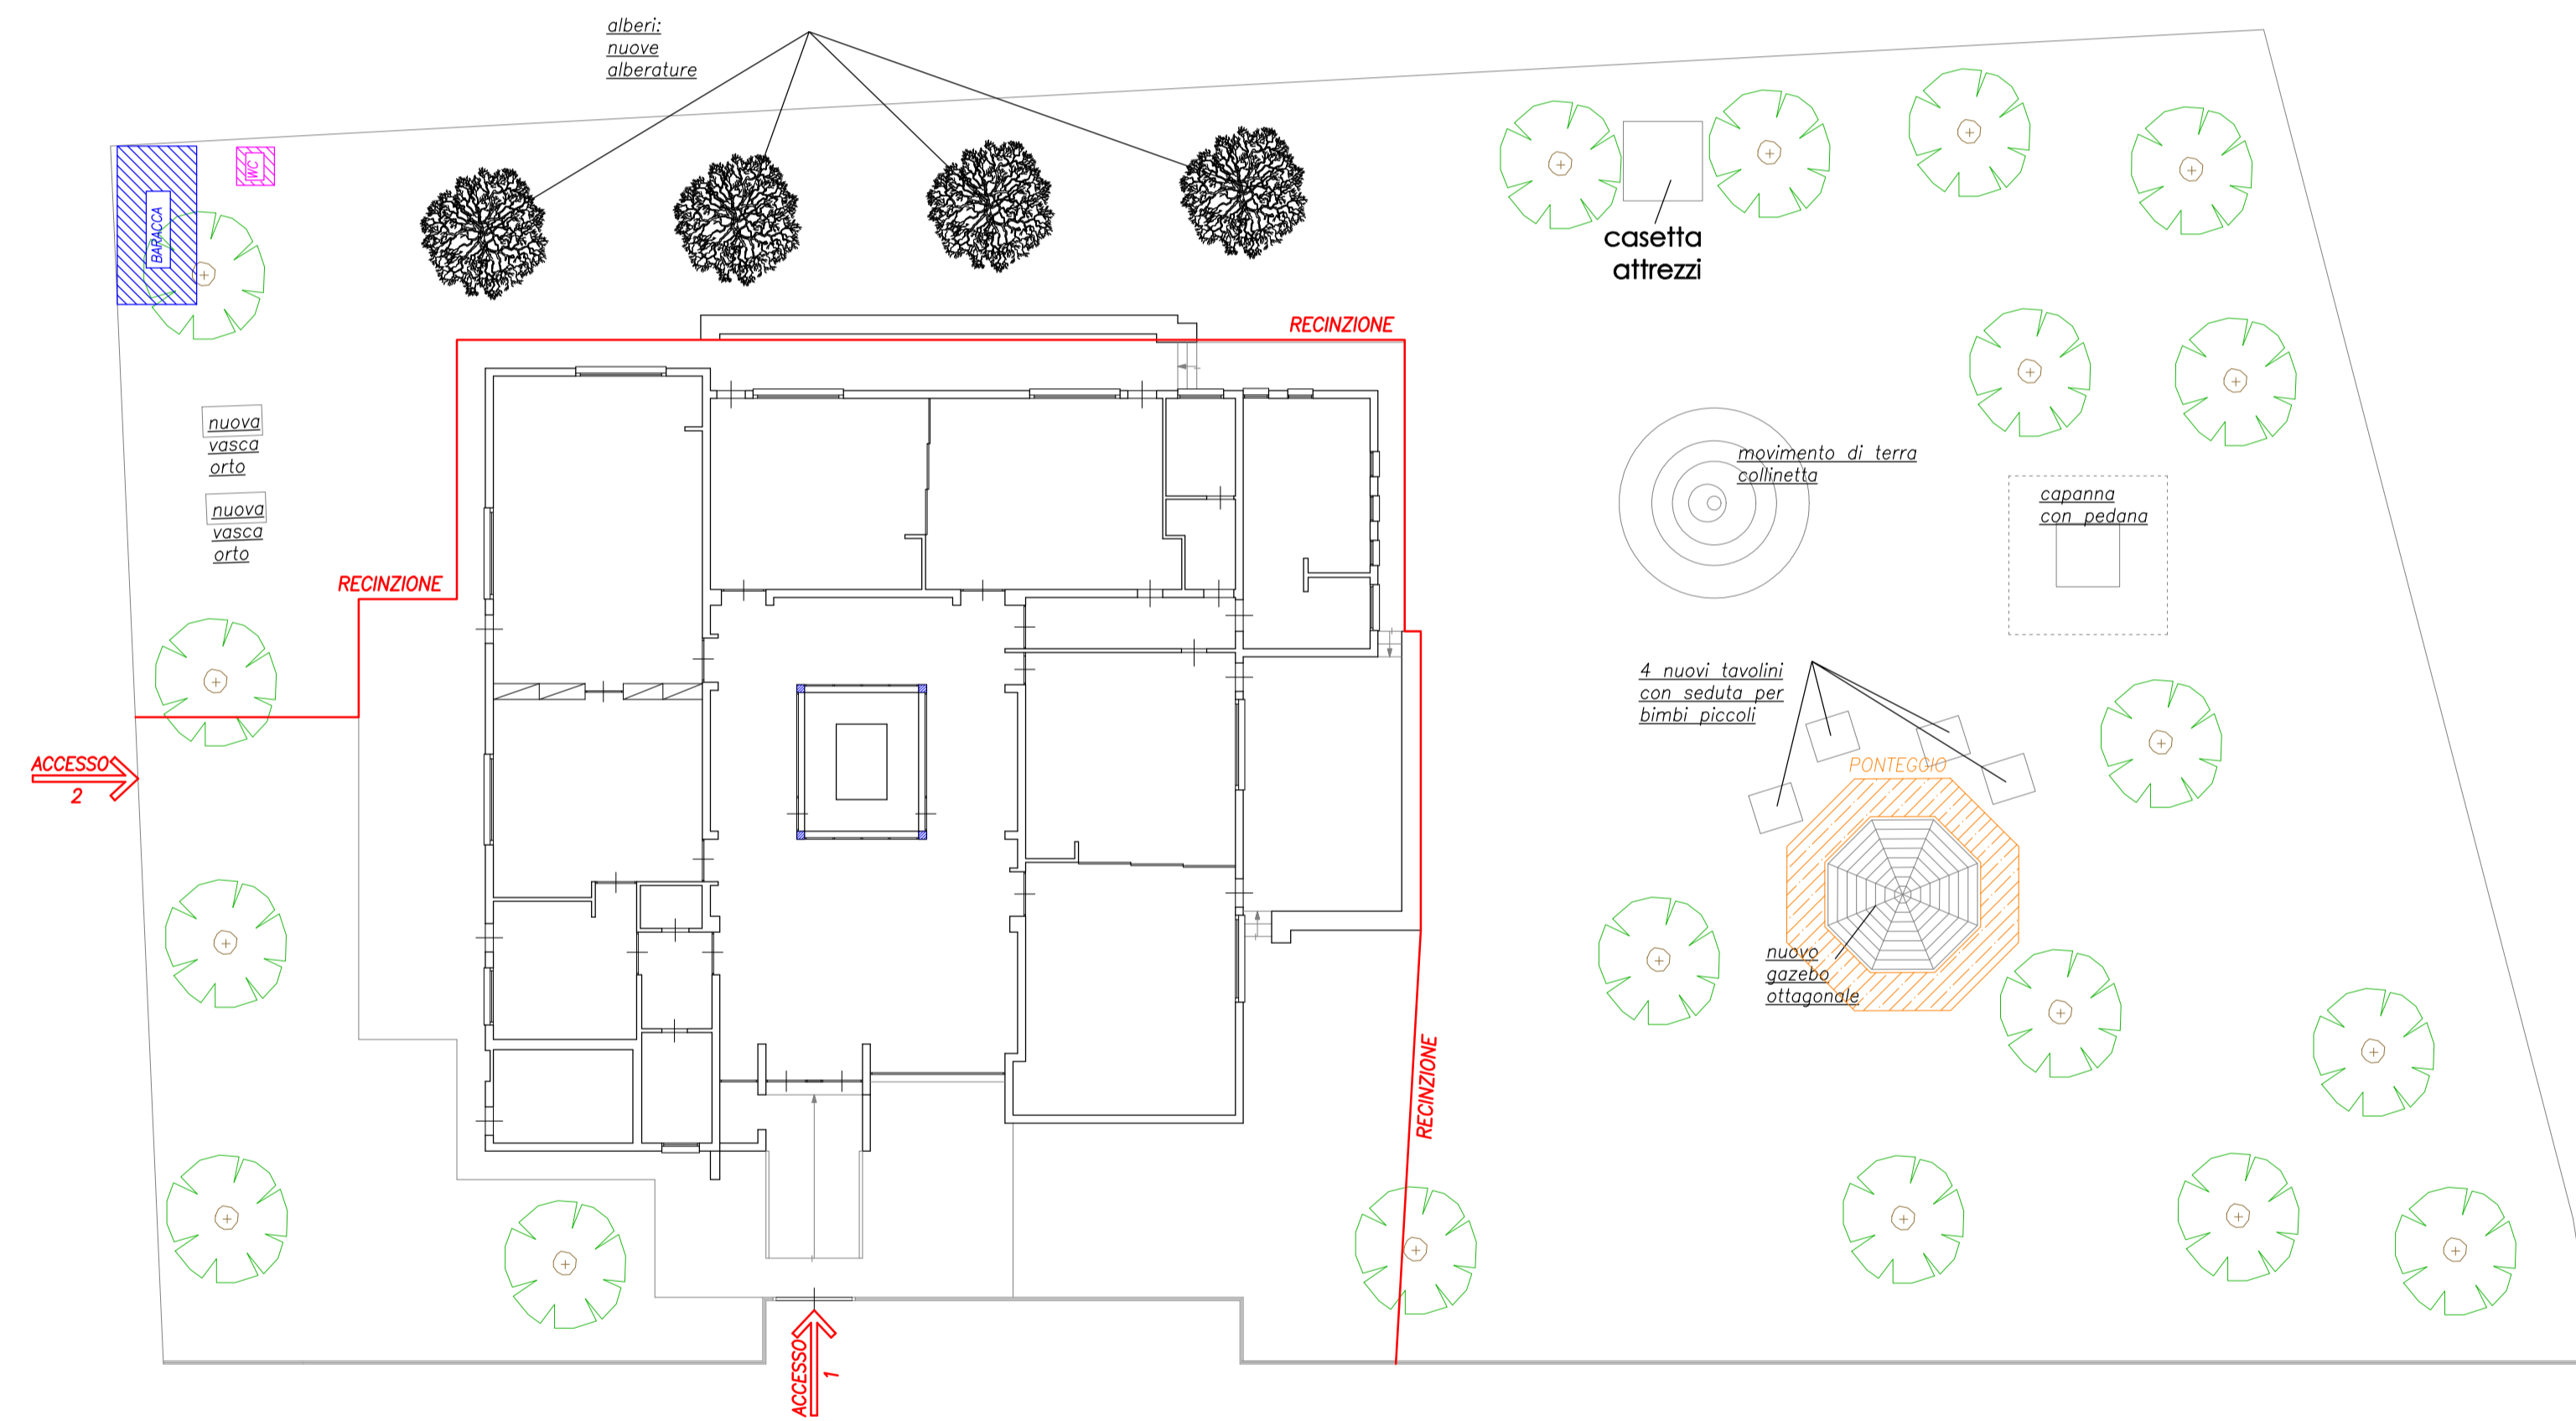 alberi:
nuove
alberature
WC
BARACCA
casetta
attrezzi
RECINZIONE
nuova
vasca
orto
nuova
vasca
orto
RECINZIONE
movimento di terra
collinetta
capanna
con pedana
4 nuovi tavolini
con seduta per
bimbi piccoli
ACCESSO
2
PONTEGGIO
nuovo
gazebo
ottagonale
RECINZIONE
ACCESSO
1